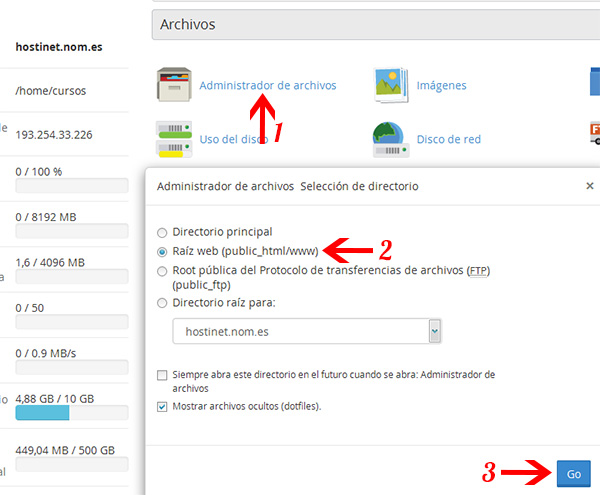 Archivos
hostinet.nom.es
Administrador de archivos
Imágenes
/home/cursos
1
de
193.254.33.226
Uso del disco
Disco de red
FT
0 / 100 %
Administrador de archivos Selección de directorio
×
0 / 8192 MB
Directorio principal
Raíz web (public_html/www)
2
1,6 / 4096 MB
a
Root pública del Protocolo de transferencias de archivos (FTP)
(public_ftp)
0 / 50
Directorio raíz para:
hostinet.nom.es
0 / 0.9 MB/s
Siempre abra este directorio en el futuro cuando se abra: Administrador de
archivos
io
4,88 GB / 10 GB
Mostrar archivos ocultos (dotfiles).
449,04 MB / 500 GB
al
3
Go